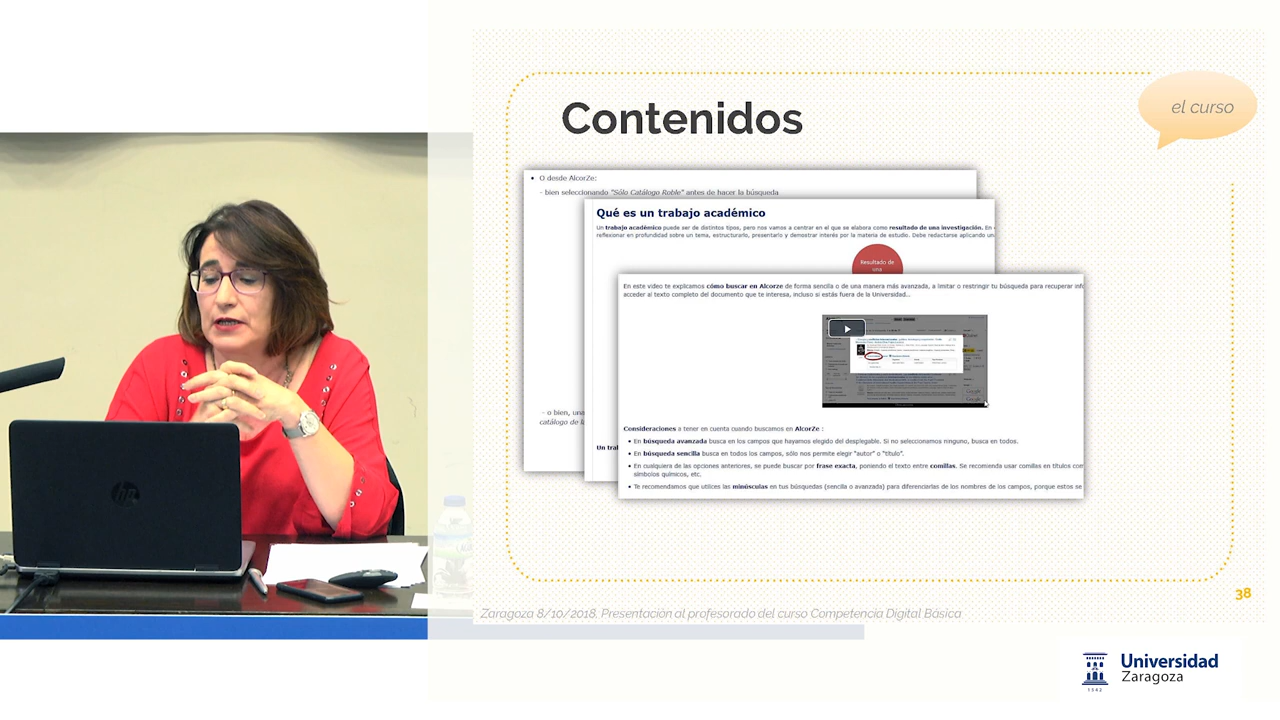 Contenidos
el curso
• O desde AlcorZe:
- bien seleccionando "Sólo Catálogo Roble" antes de hacer la búsqueda
Qué es un trabajo académico
Un trabajo académico puede ser de distintos tipos, pero nos vamos a centrar en el que se elabora como resultado de una investigación. En
reflexionar en profundidad sobre un tema, estructurarlo, presentarlo y demostrar interés por la materia de estudio. Debe redactarse aplicando un
Resultado de
una
En este vídeo te explicamos cómo buscar en Alcorze de forma sencilla o de una manera más avanzada, a limitar o restringir tu búsqueda para recuperar inf
acceder al texto completo del documento que te interesa, incluso si estás fuera de la Universidad...
- o bien, una
catálogo de la
Un tra
Consideraciones a tener en cuenta cuando buscamos en AlcorZe :
• En búsqueda avanzada busca en los campos que hayamos elegido del desplegable. Si no seleccionamos ninguno, busca en todos.
• En búsqueda sencilla busca en todos los campos, sólo nos permite elegir "autor" o "título".
• En cualquiera de las opciones anteriores, se puede buscar por frase exacta, poniendo el texto entre comillas. Se recomienda usar comillas en títulos con
símbolos químicos, etc.
• Te recomendamos que utilices las minúsculas en tus búsquedas (sencilla o avanzada) para diferenciarlas de los nombres de los campos, porque estos se
38
Zaragoza 8/10/2018. Presentación al profesorado del curso Competencia Digital Básica
hp
Universidad
Zaragoza
1542